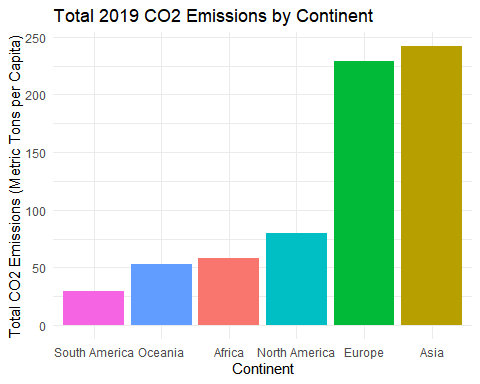 Total 2019 CO2 Emissions by Continent
Total CO2 Emissions (Metric Tons per Capita)
250
200
150
100
50
0
South America Oceania Africa North America Europe Asia
Continent